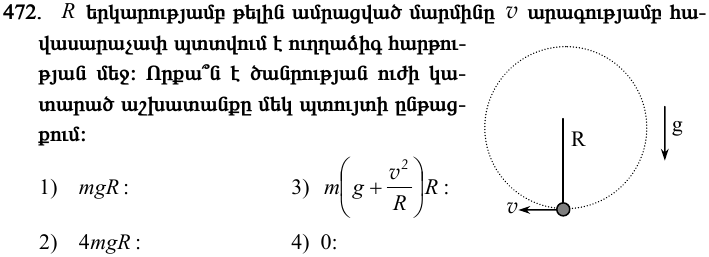 472. R երկարությամբ թելին ամրացված մարմինը v արագությամբ հա-
վասարաչափ պտտվում է ուղղաձիգ հարթու-
թյան մեջ: Որքա՞ն է ծանրության ուժի կա-
տարած աշխատանքը մեկ պտույտի ընթաց-
քում:
R
g
v
1) mgR :
3) m(g + v²/R)R :
2) 4mgR :
4) 0: